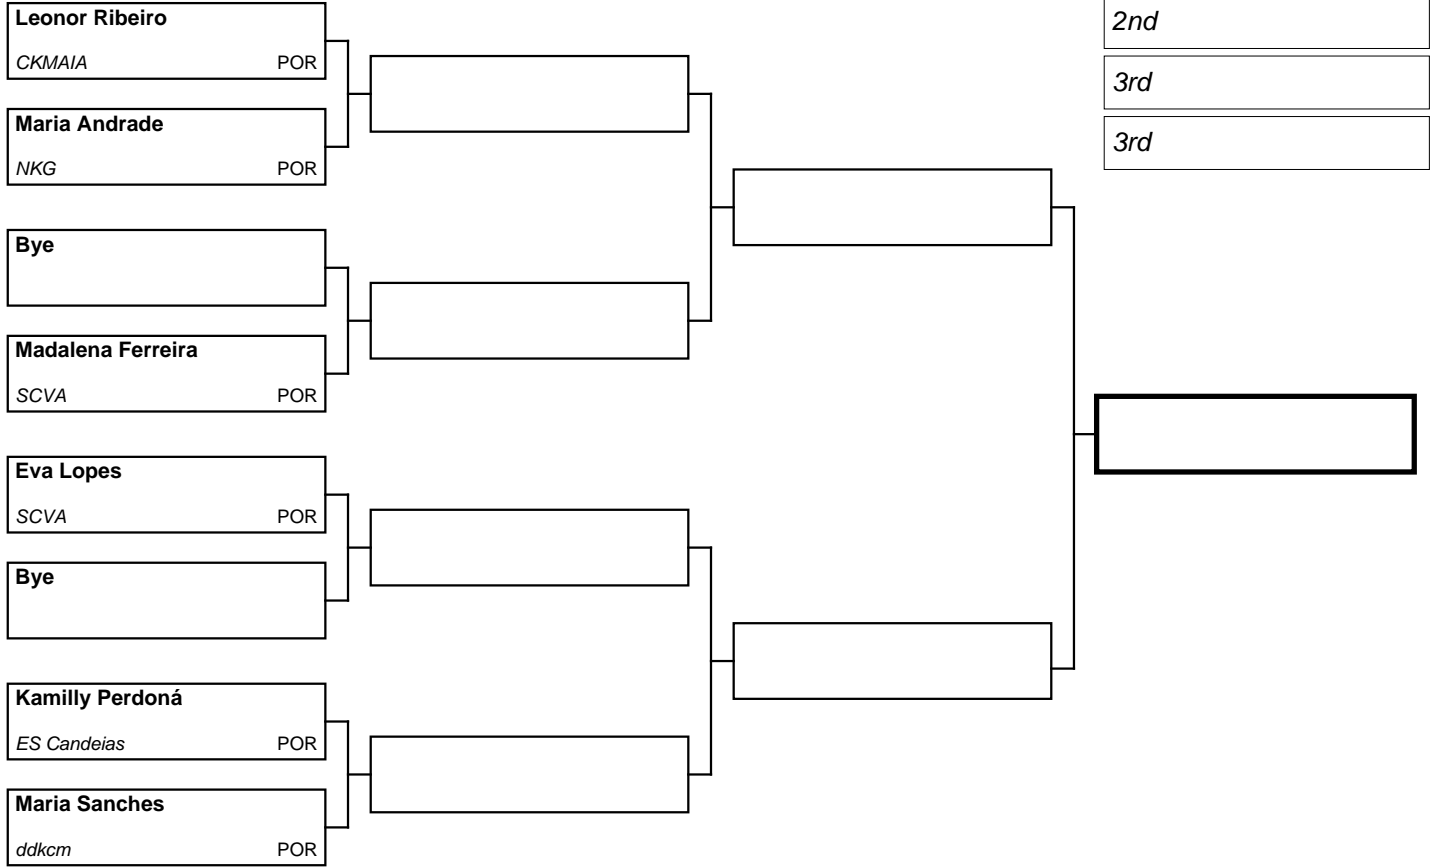 Leonor Ribeiro
CKMAIA POR
Maria Andrade
NKG POR
Bye
Madalena Ferreira
SCVA POR
Eva Lopes
SCVA POR
Bye
Kamilly Perdoná
ES Candeias POR
Maria Sanches
ddkcm POR
2nd
3rd
3rd